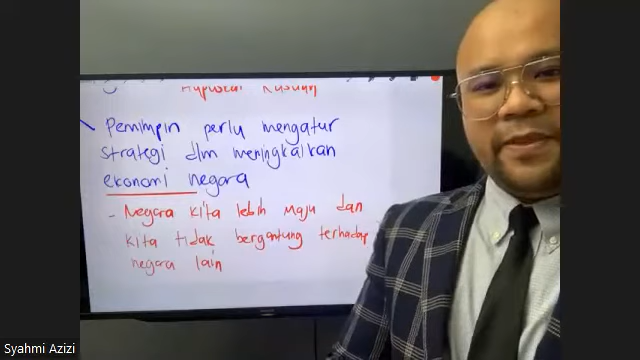 Pemimpin perlu mengatur
strategi dlm meningkatkan
ekonomi negara
- Negara kita lebih maju dan
kita tidak bergantung terhadap
negara lain
Syahmi Azizi